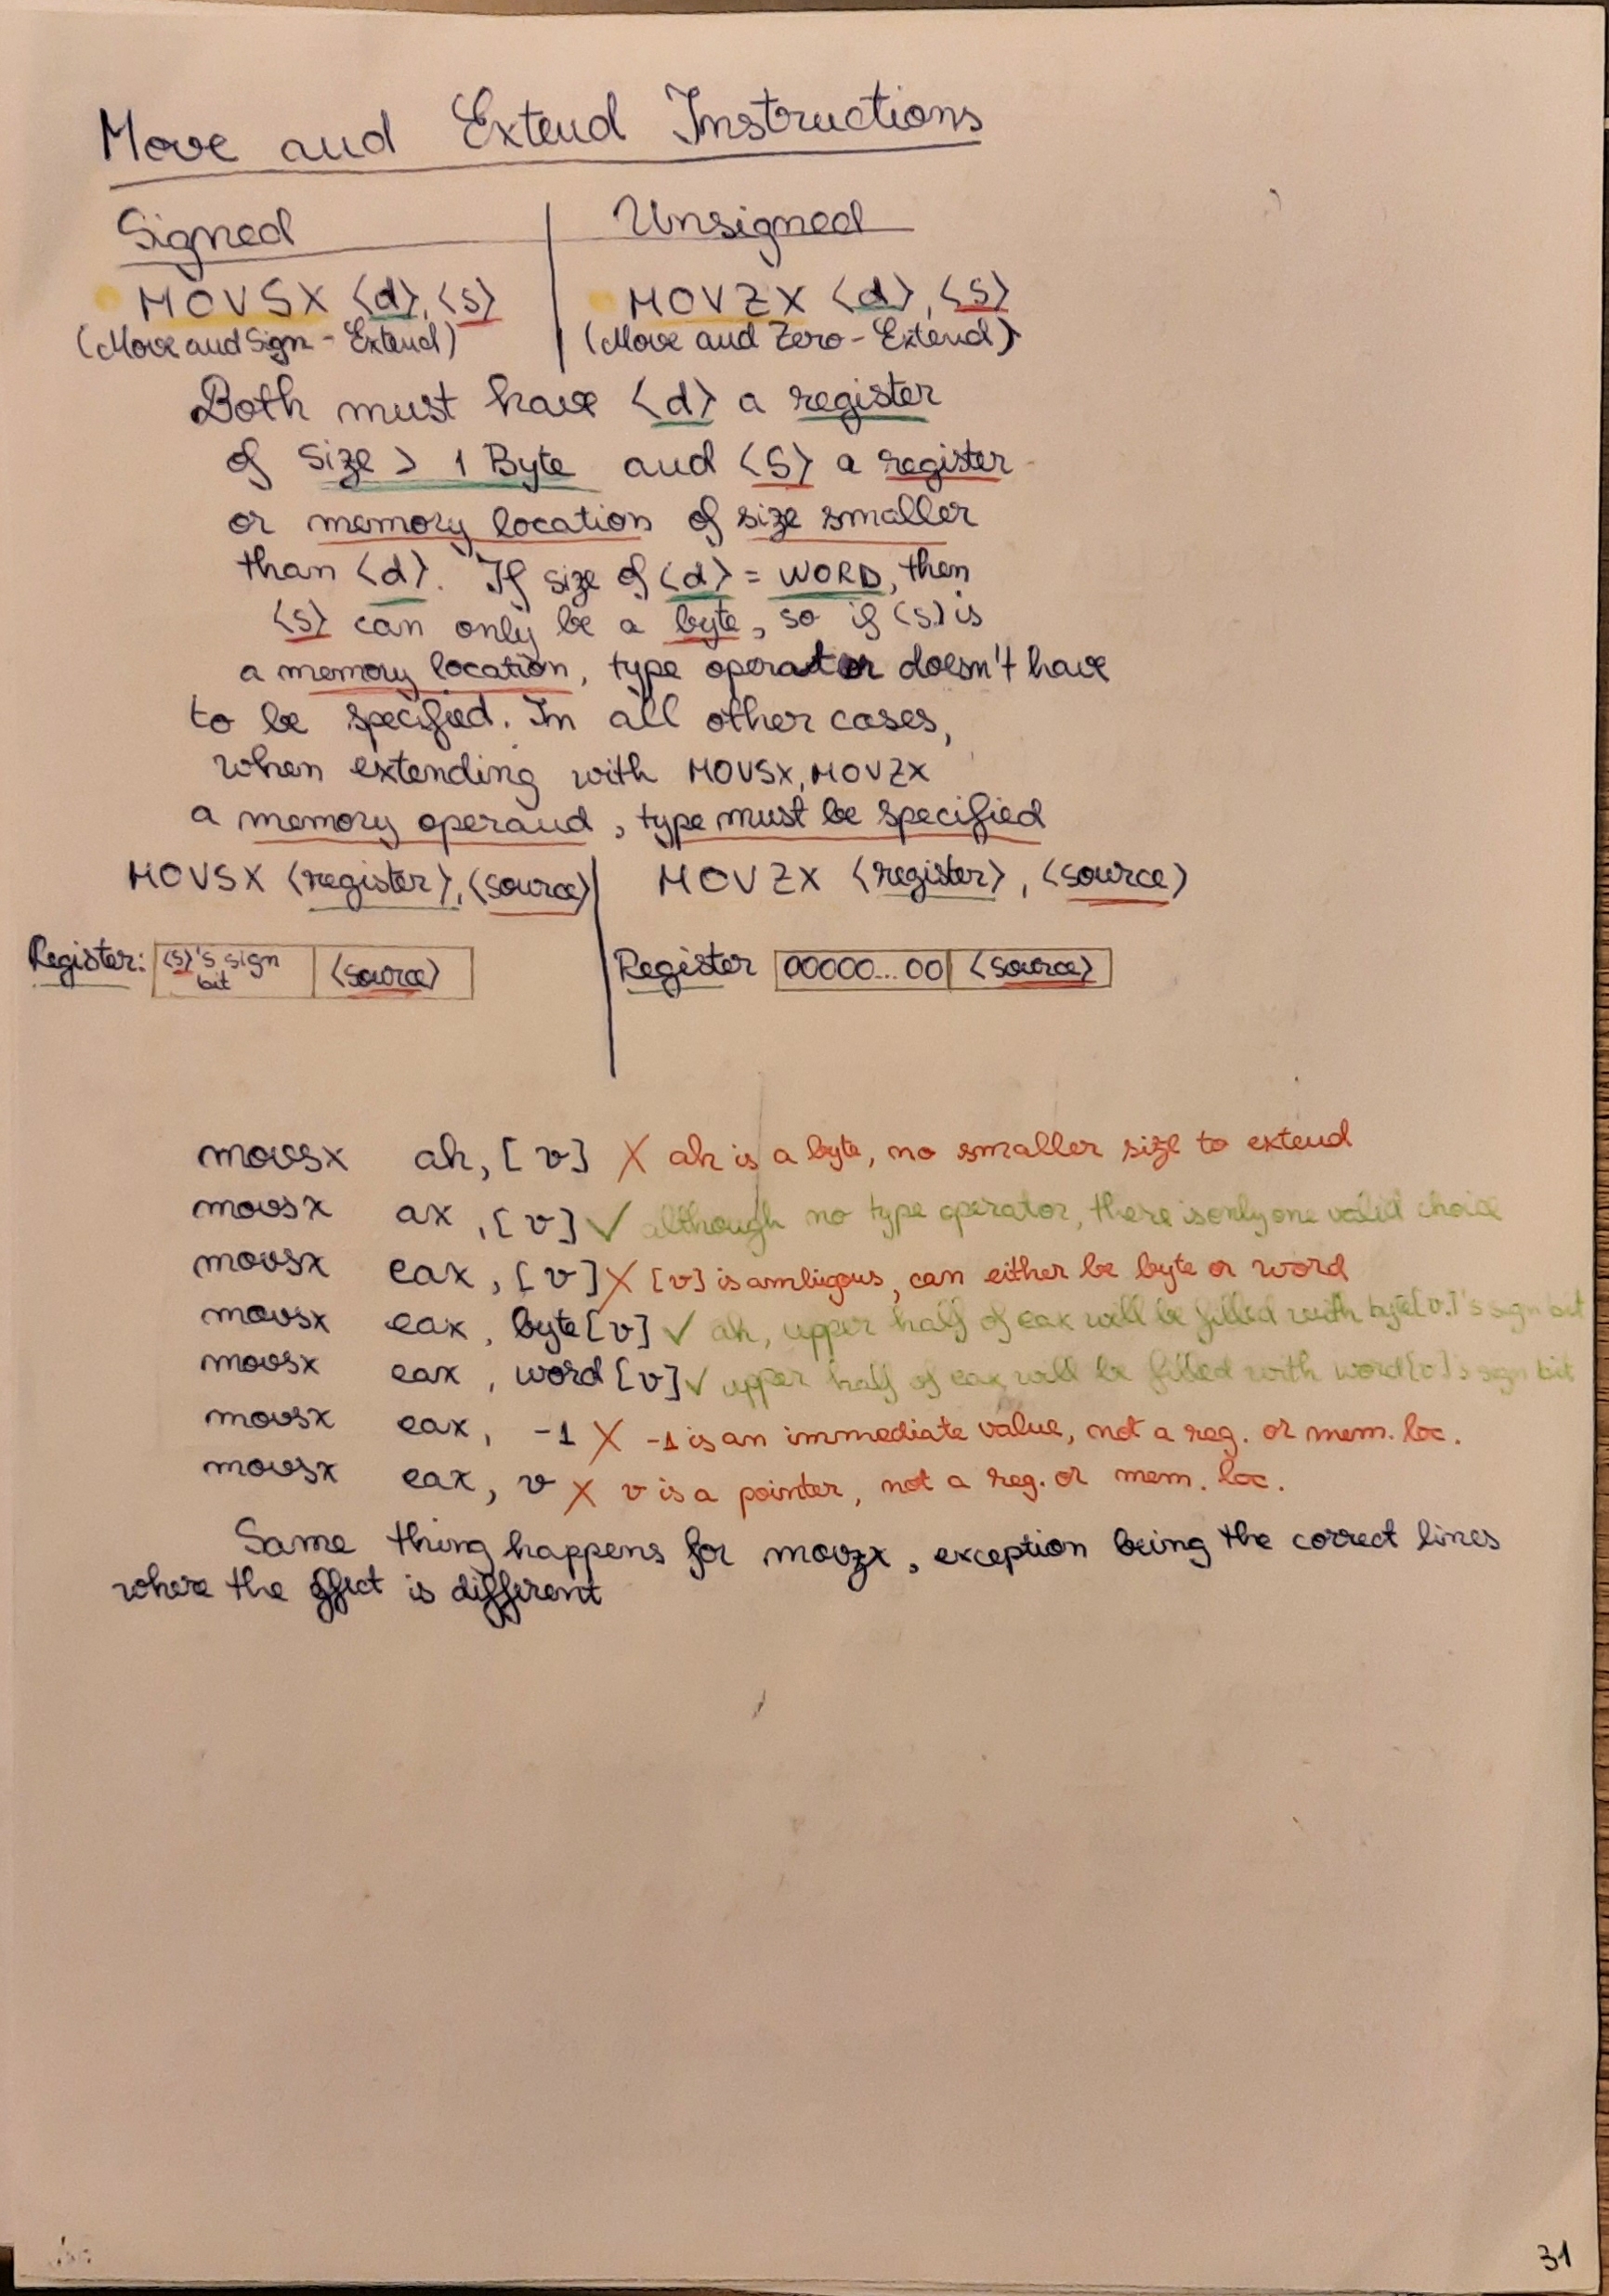 Move and Extend Instructions
Signed
Unsigned
MOVSX <d>, <s>
MOVZX <d>, <s>
(Move and Sign - Extend)
(Move and Zero - Extend)
Both must have <d> a register
of size > 1 Byte and <S> a register
or memory location of size smaller
than <d>. If size of <d> = WORD, then
<s> can only be a byte, so if <s> is
a memory location, type operator doesn't have
to be specified. In all other cases,
when extending with MOVSX, MOVZX
a memory operand, type must be specified
MOVSX <register>, <source>
MOVZX <register>, <source>
Register: <s>'s sign bit <source>
Register 00000...00 <source>
movsx ah, [v] X ah is a byte, no smaller size to extend
movsx ax, [v] ✓ although no type operator, there is only one valid choice
movsx eax, [v] X [v] is ambigous, can either be byte or word
movsx eax, byte[v] ✓ ah, upper half of eax will be filled with byte[v]'s sign bit
movsx eax, word[v] ✓ upper half of eax will be filled with word[v]'s sign bit
movsx eax, -1 X -1 is an immediate value, not a reg. or mem. loc.
movsx eax, v X v is a pointer, not a reg. or mem. loc.
Same thing happens for movzx, exception being the correct lines
where the effect is different
31